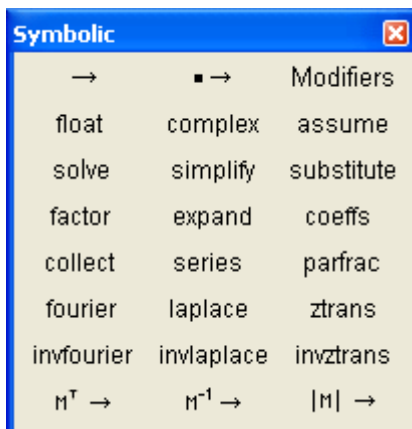 Symbolic
→ ▪ → Modifiers
float complex assume
solve simplify substitute
factor expand coeffs
collect series parfrac
fourier laplace ztrans
invfourier invlaplace invztrans
Mᵀ → M⁻¹ → |M| →